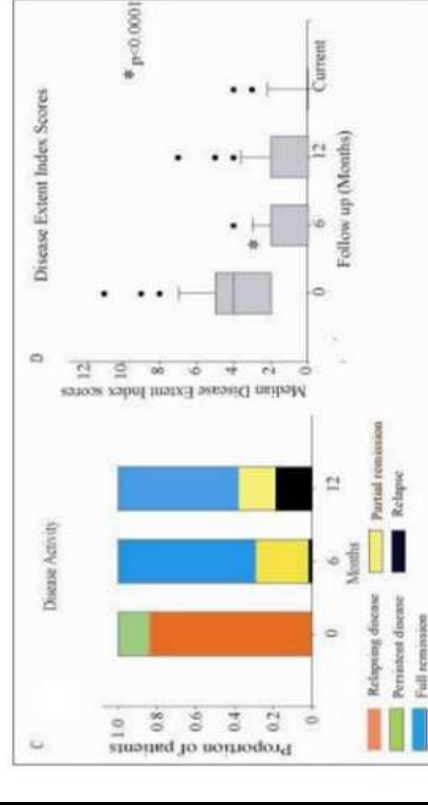 C
Disease Activity
Proportion of patients
1.0
0.8
0.6
0.4
0.2
0
0
6
12
Months
Relapsing disease
Persistent disease
Full remission
Partial remission
Relapse
D
Disease Extent Index Scores
* p<0.0001
Median Disease Extent Index scores
12
10
8
6
4
2
0
*
0
6
12
Current
Follow up (Months)